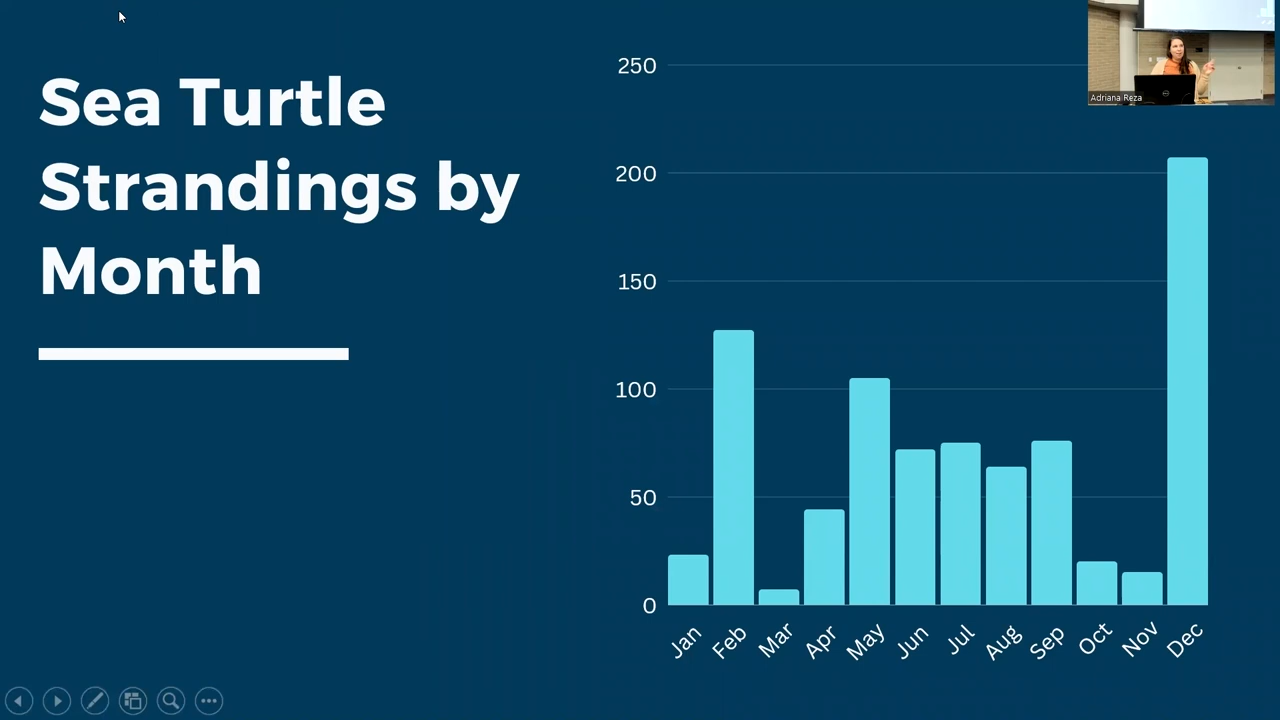 Sea Turtle
Strandings by
Month
Adriana Reza
250
200
150
100
50
0
Jan
Feb
Mar
Apr
May
Jun
Jul
Aug
Sep
Oct
Nov
Dec